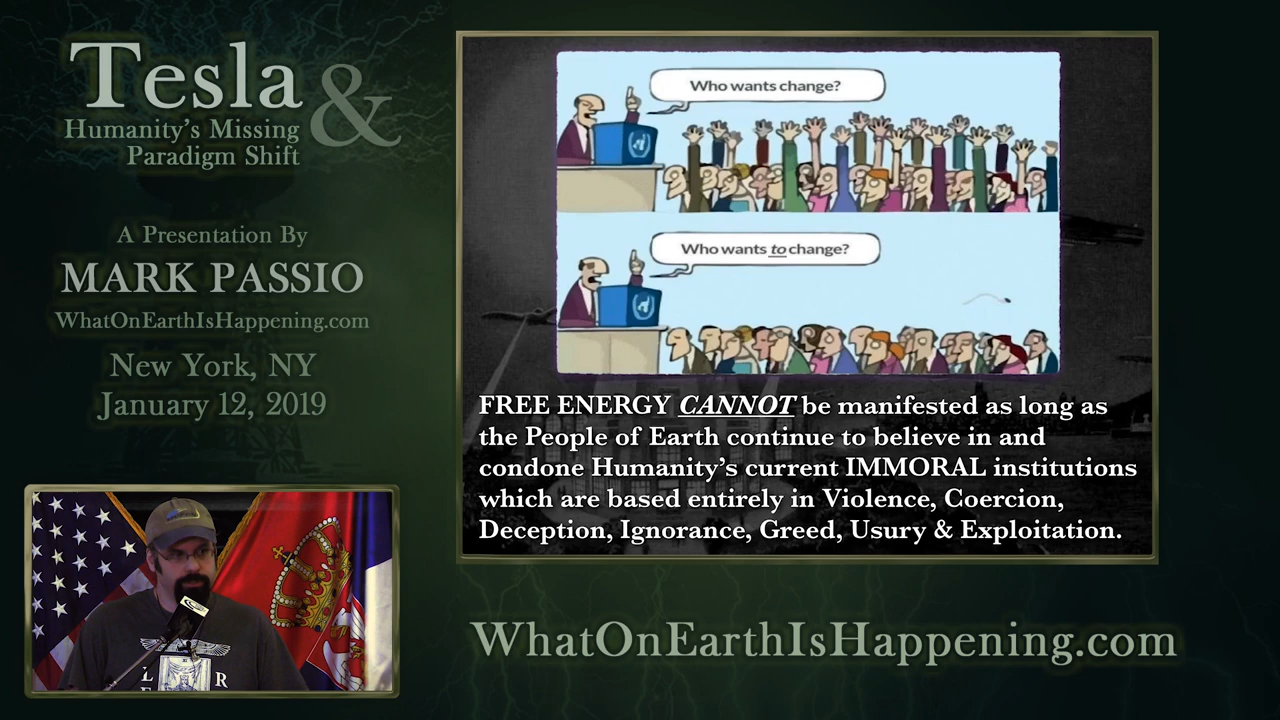 Tesla &
Humanity's Missing
Paradigm Shift
A Presentation By
MARK PASSIO
WhatOnEarthIsHappening.com
New York, NY
January 12, 2019
Who wants change?
Who wants to change?
FREE ENERGY CANNOT be manifested as long as
the People of Earth continue to believe in and
condone Humanity's current IMMORAL institutions
which are based entirely in Violence, Coercion,
Deception, Ignorance, Greed, Usury & Exploitation.
L R
WhatOnEarthIsHappening.com